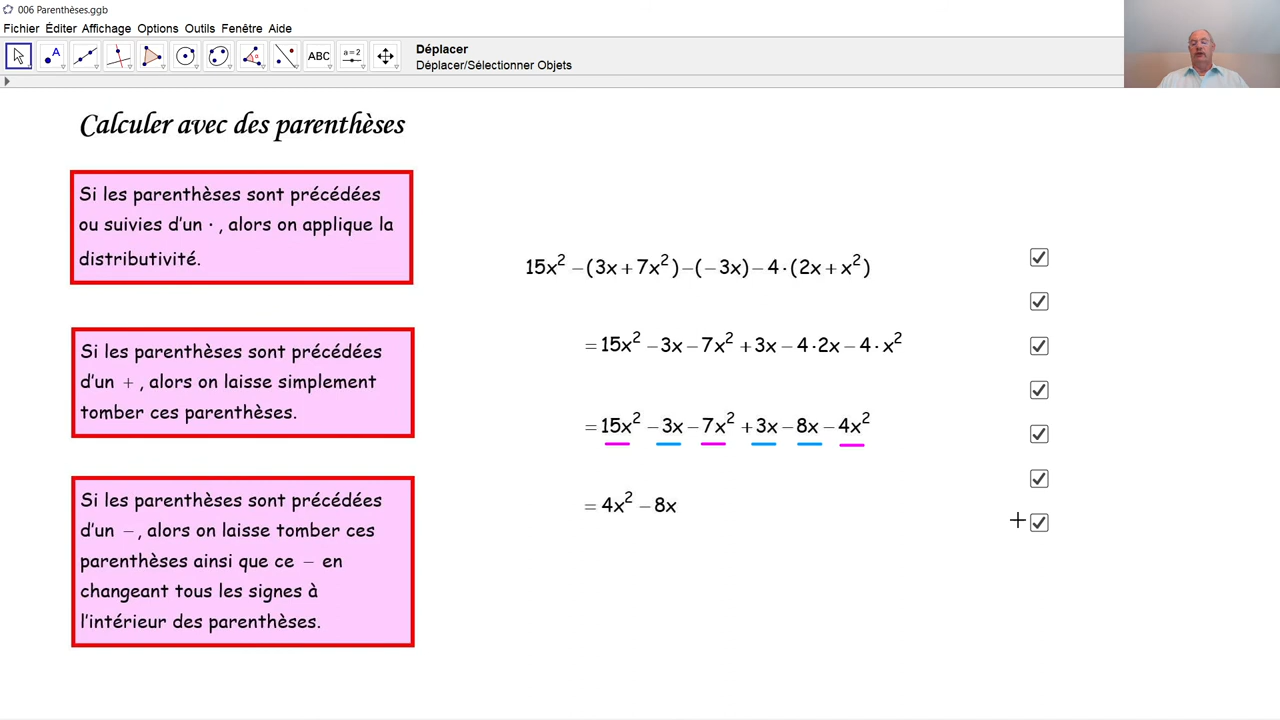 006 Parenthèses.ggb
Fichier Éditer Affichage Options Outils Fenêtre Aide
A
ABC
a=2
Déplacer
Déplacer/Sélectionner Objets
Calculer avec des parenthèses
Si les parenthèses sont précédées
ou suivies d'un · , alors on applique la
distributivité.
Si les parenthèses sont précédées
d'un + , alors on laisse simplement
tomber ces parenthèses.
Si les parenthèses sont précédées
d'un −, alors on laisse tomber ces
parenthèses ainsi que ce − en
changeant tous les signes à
l'intérieur des parenthèses.
15x² −(3x + 7x²)−(−3x)− 4 ·(2x + x²)
= 15x² −3x − 7x² + 3x − 4 ·2x − 4 · x²
= 15x² −3x − 7x² + 3x − 8x − 4x²
= 4x² − 8x